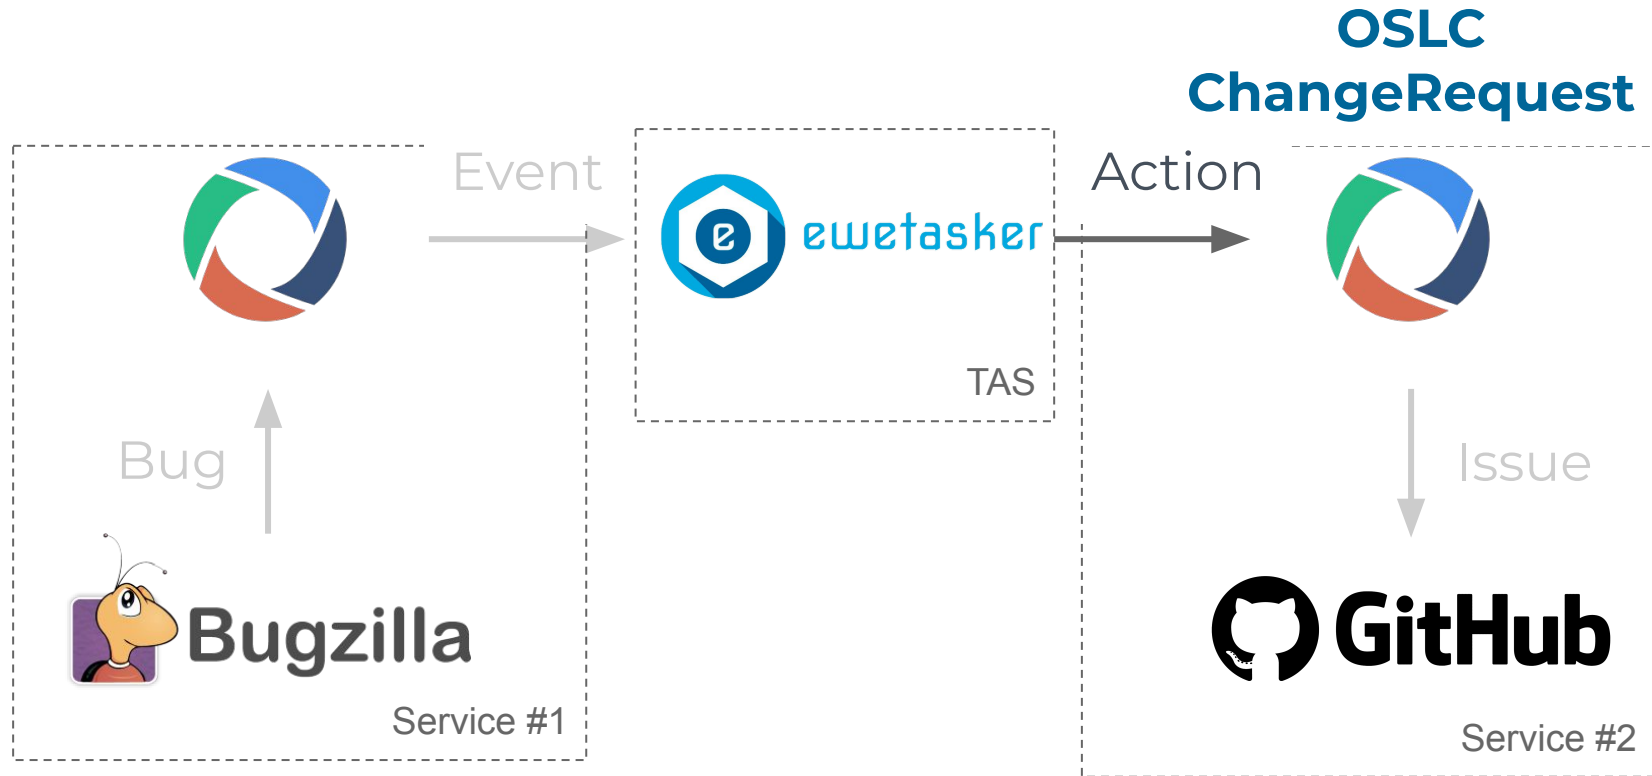 OSLC
ChangeRequest
Event
Action
e ewetasker
TAS
Bug
Issue
Bugzilla
GitHub
Service #1
Service #2